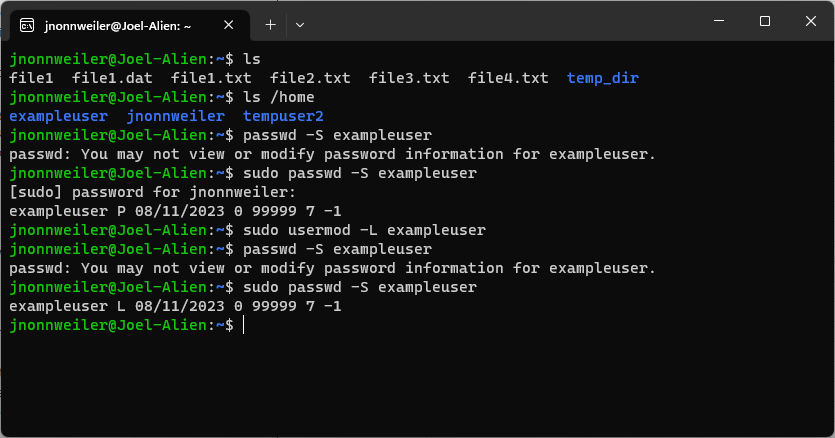 jnonnweiler@Joel-Alien: ~
jnonnweiler@Joel-Alien:~$ ls
file1  file1.dat  file1.txt  file2.txt  file3.txt  file4.txt  temp_dir
jnonnweiler@Joel-Alien:~$ ls /home
exampleuser  jnonnweiler  tempuser2
jnonnweiler@Joel-Alien:~$ passwd -S exampleuser
passwd: You may not view or modify password information for exampleuser.
jnonnweiler@Joel-Alien:~$ sudo passwd -S exampleuser
[sudo] password for jnonnweiler:
exampleuser P 08/11/2023 0 99999 7 -1
jnonnweiler@Joel-Alien:~$ sudo usermod -L exampleuser
jnonnweiler@Joel-Alien:~$ passwd -S exampleuser
passwd: You may not view or modify password information for exampleuser.
jnonnweiler@Joel-Alien:~$ sudo passwd -S exampleuser
exampleuser L 08/11/2023 0 99999 7 -1
jnonnweiler@Joel-Alien:~$